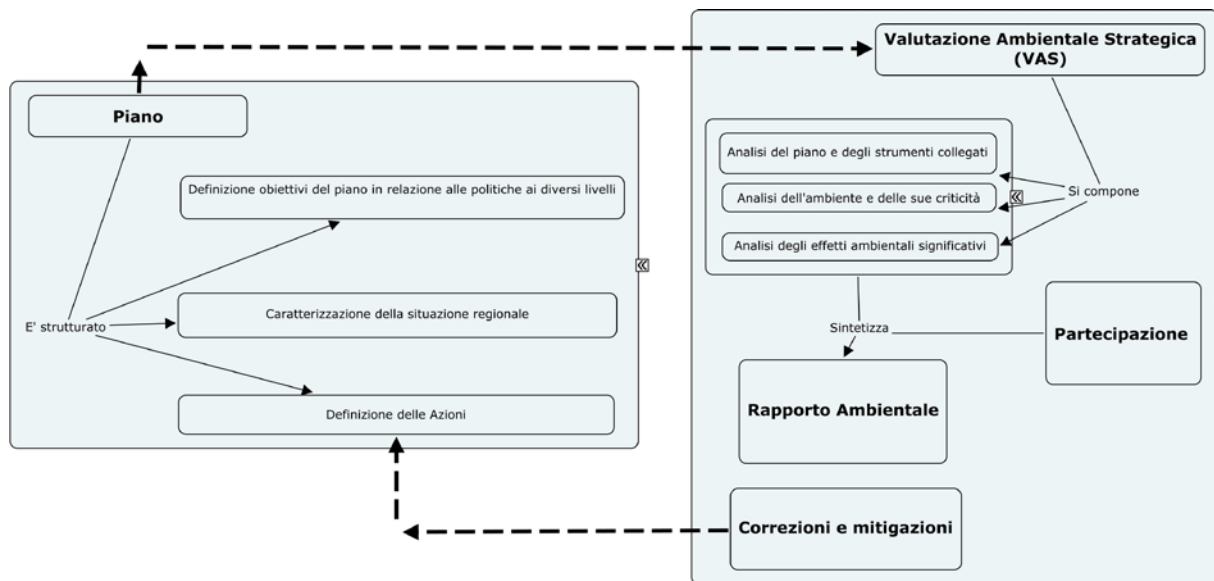 Piano
Definizione obiettivi del piano in relazione alle politiche ai diversi livelli
E' strutturato
Caratterizzazione della situazione regionale
Definizione delle Azioni
Valutazione Ambientale Strategica
(VAS)
Analisi del piano e degli strumenti collegati
Analisi dell'ambiente e delle sue criticità
Si compone
Analisi degli effetti ambientali significativi
Sintetizza
Partecipazione
Rapporto Ambientale
Correzioni e mitigazioni